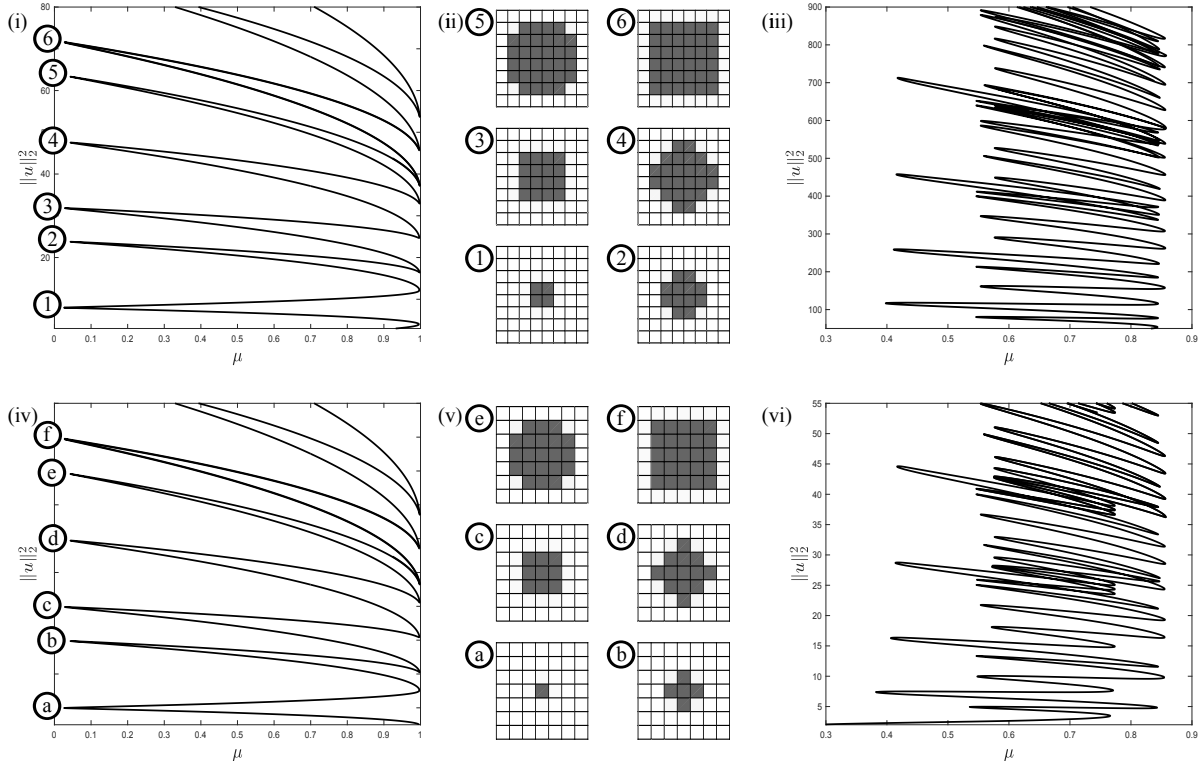 (i)
80
60
40
20
||u||₂²
6
5
4
3
2
1
0 0.1 0.2 0.3 0.4 0.5 0.6 0.7 0.8 0.9 1
μ
(ii)
5 6
3 4
1 2
(iii)
900
800
700
600
500
400
300
200
100
||u||₂²
0.3 0.4 0.5 0.6 0.7 0.8 0.9
μ
(iv)
||u||₂²
f
e
d
c
b
a
0 0.1 0.2 0.3 0.4 0.5 0.6 0.7 0.8 0.9 1
μ
(v)
e f
c d
a b
(vi)
55
50
45
40
35
30
25
20
15
10
5
||u||₂²
0.3 0.4 0.5 0.6 0.7 0.8 0.9
μ